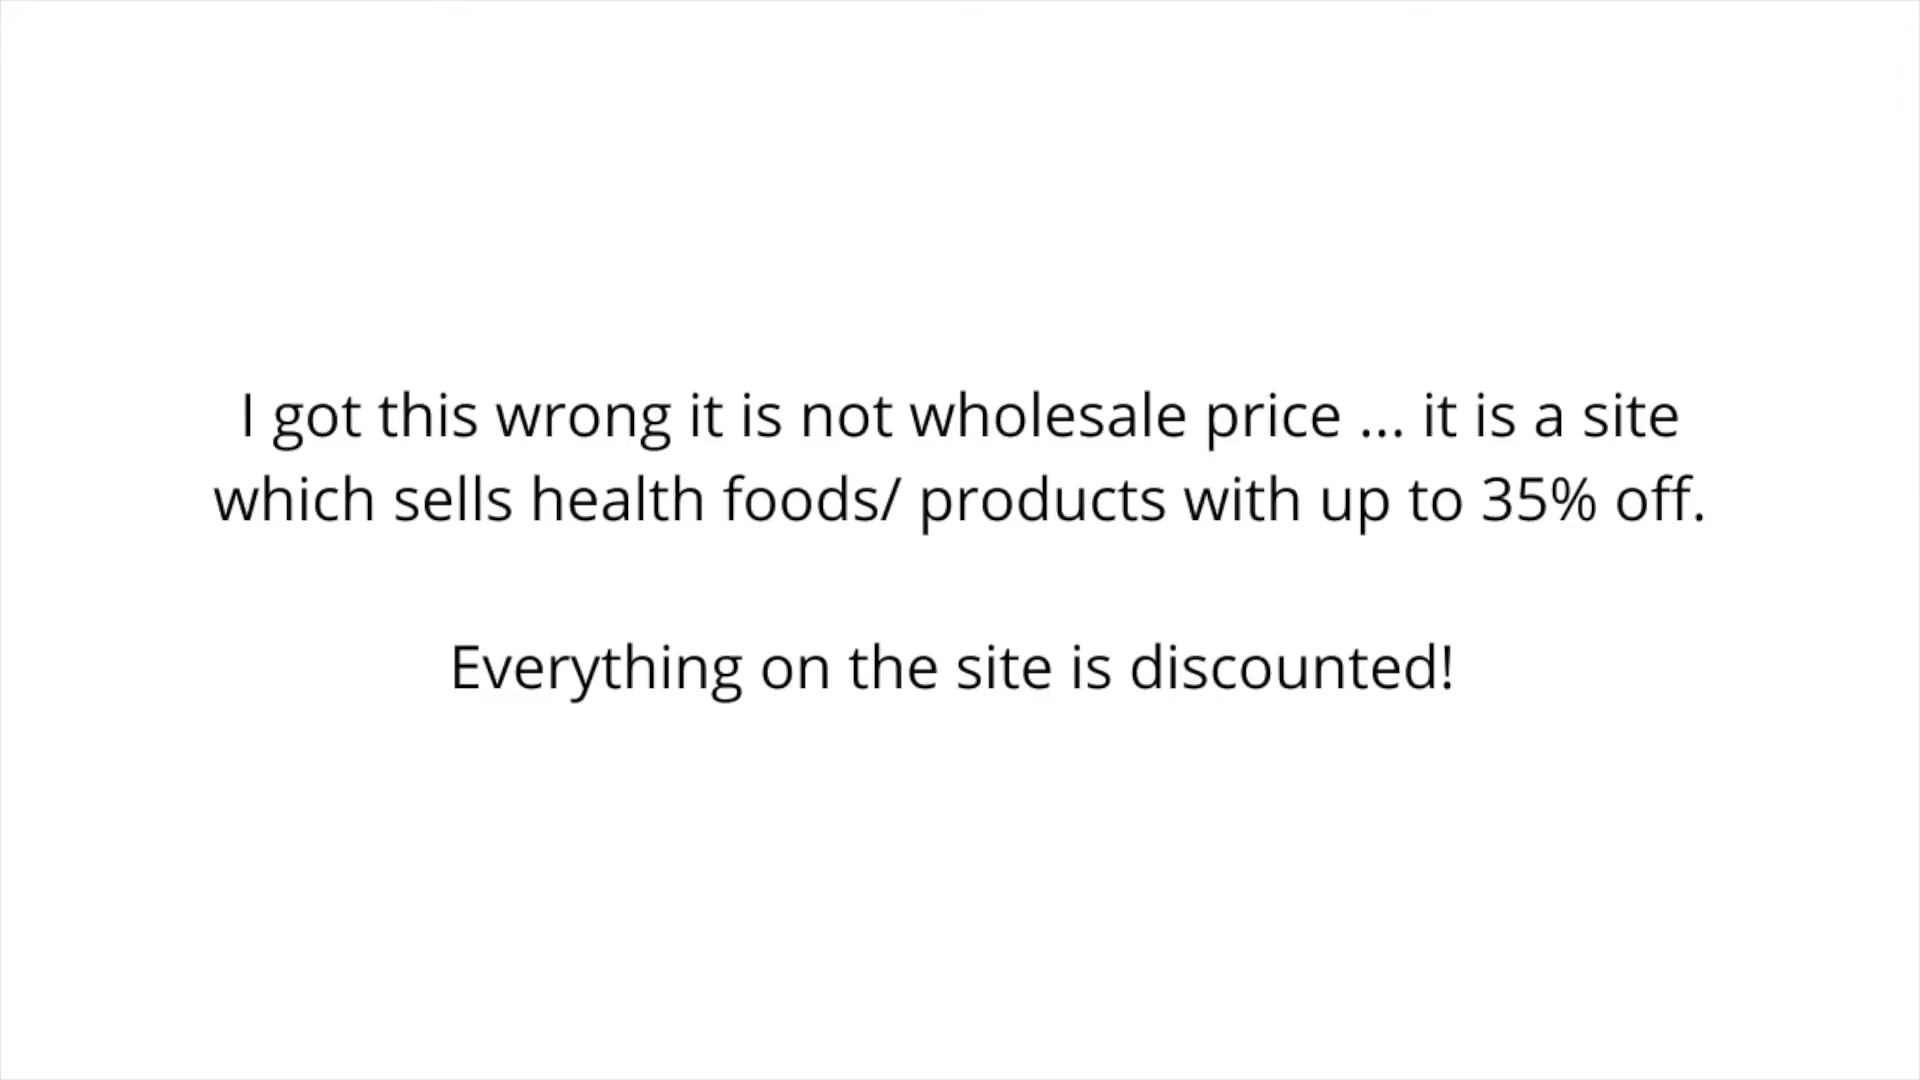 I got this wrong it is not wholesale price ... it is a site
which sells health foods/ products with up to 35% off.
Everything on the site is discounted!